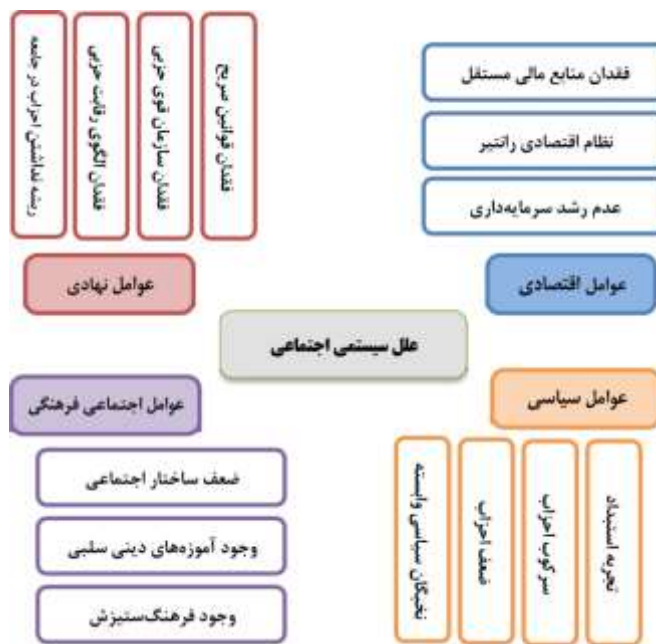 فقدان منابع مالی مستقل
نظام اقتصادی رانتیر
عدم رشد سرمایه‌داری
عوامل اقتصادی
فقدان قوانین صریح
فقدان سازمان قوی حزبی
فقدان الگوی رقابت حزبی
ریشه نداشتن احزاب در جامعه
عوامل نهادی
علل سیستمی اجتماعی
عوامل سیاسی
تجربه استبداد
سرکوب احزاب
ضعف احزاب
نخبگان سیاسی وابسته
عوامل اجتماعی فرهنگی
ضعف ساختار اجتماعی
وجود آموزه‌های دینی سلبی
وجود فرهنگ‌ستیزش